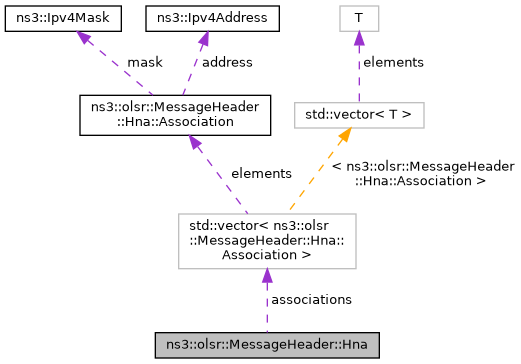 ns3::Ipv4Mask
ns3::Ipv4Address
T
mask
address
elements
ns3::olsr::MessageHeader
::Hna::Association
std::vector< T >
elements
< ns3::olsr::MessageHeader
::Hna::Association >
std::vector< ns3::olsr
::MessageHeader::Hna::
Association >
associations
ns3::olsr::MessageHeader::Hna